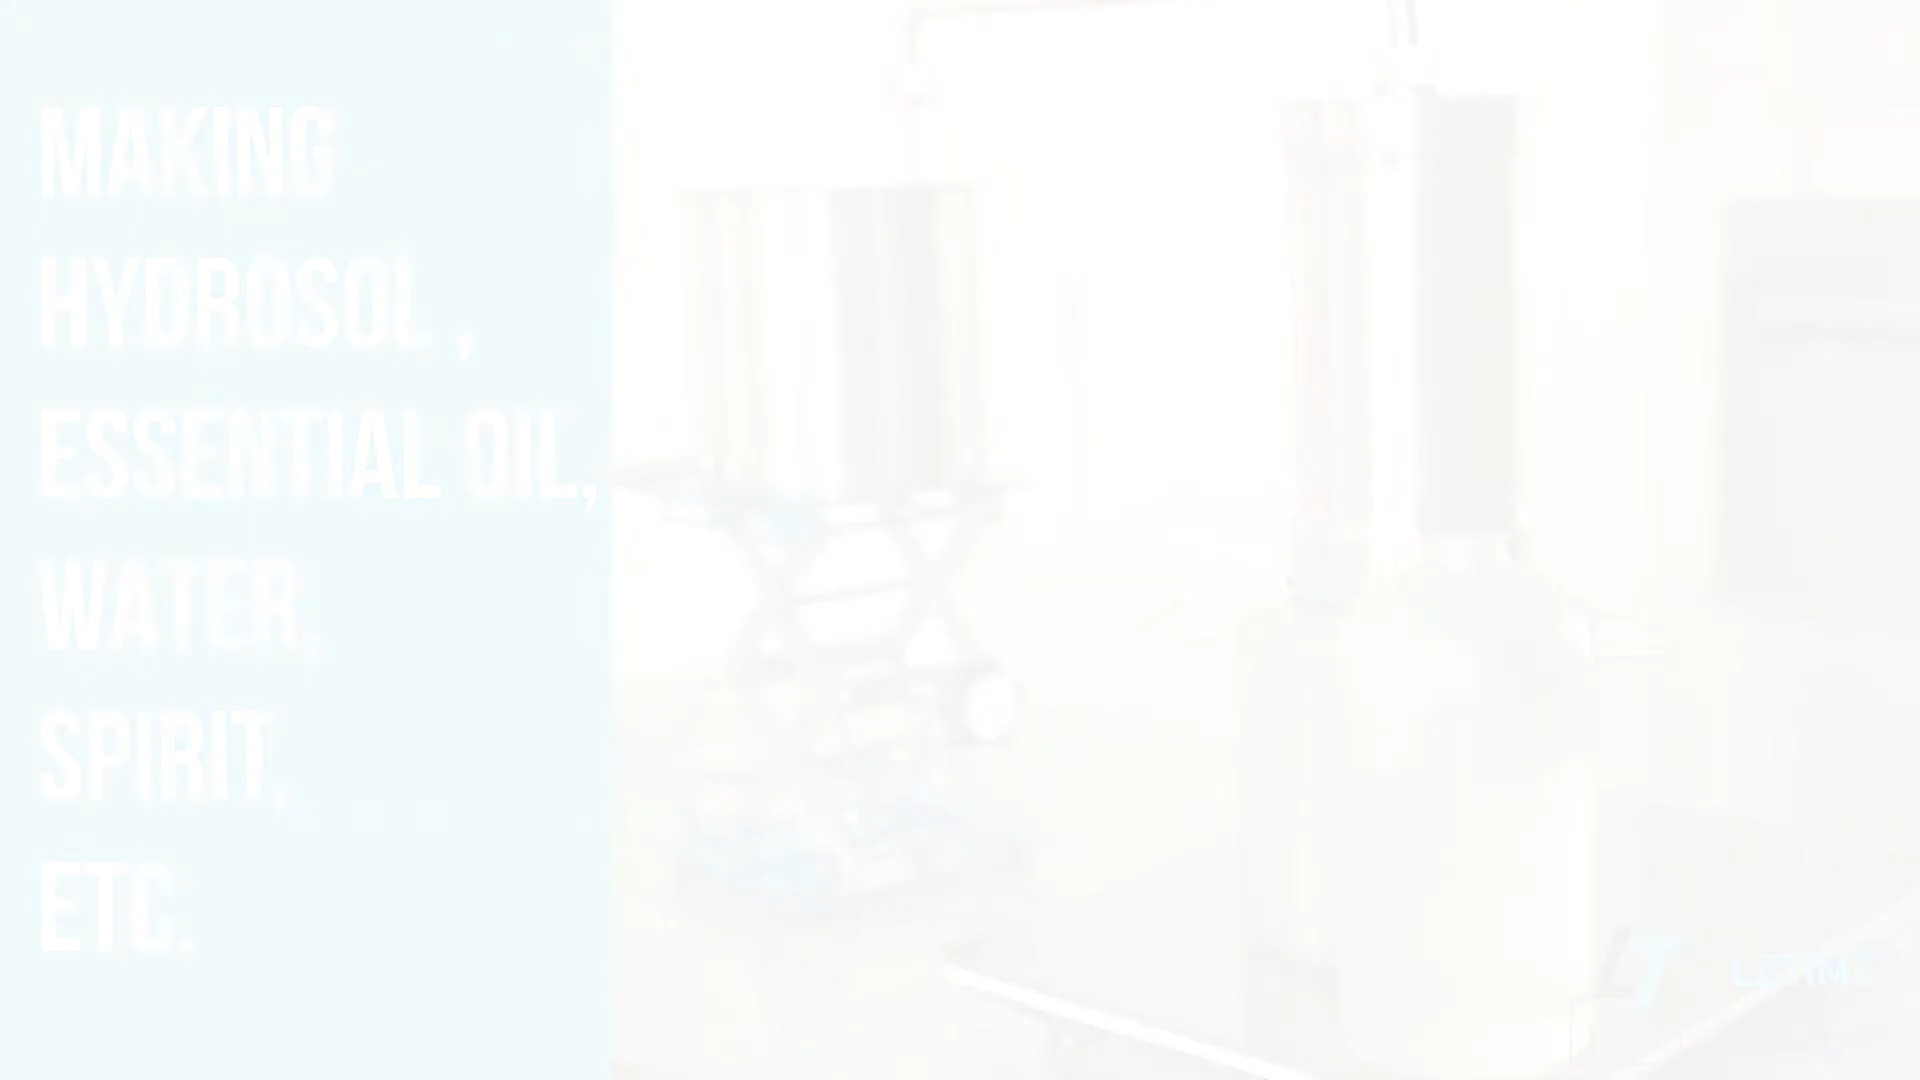 MAKING
HYDROSOL ,
ESSENTIAL OIL,
WATER,
SPIRIT,
ETC.